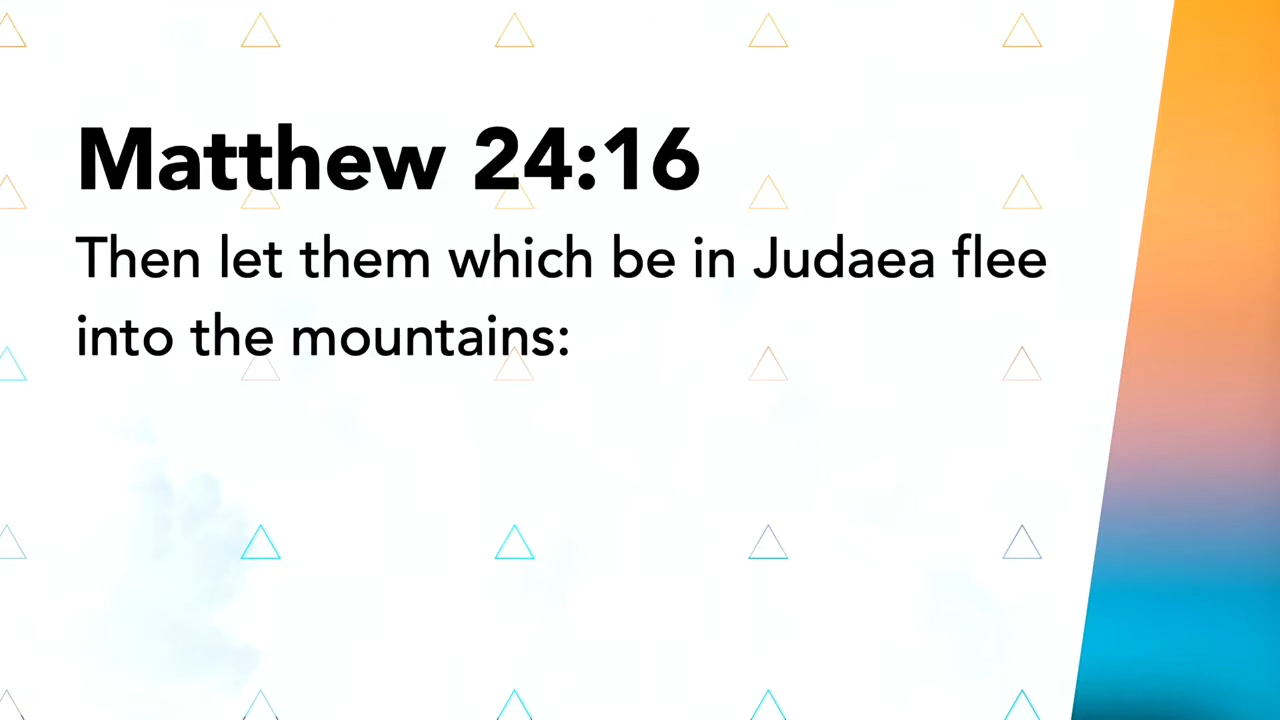 Matthew 24:16
Then let them which be in Judaea flee
into the mountains: